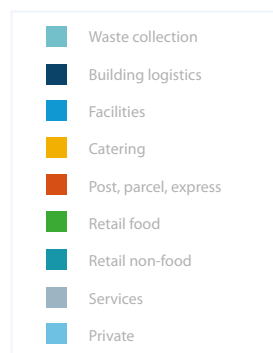 Waste collection
Building logistics
Facilities
Catering
Post, parcel, express
Retail food
Retail non-food
Services
Private